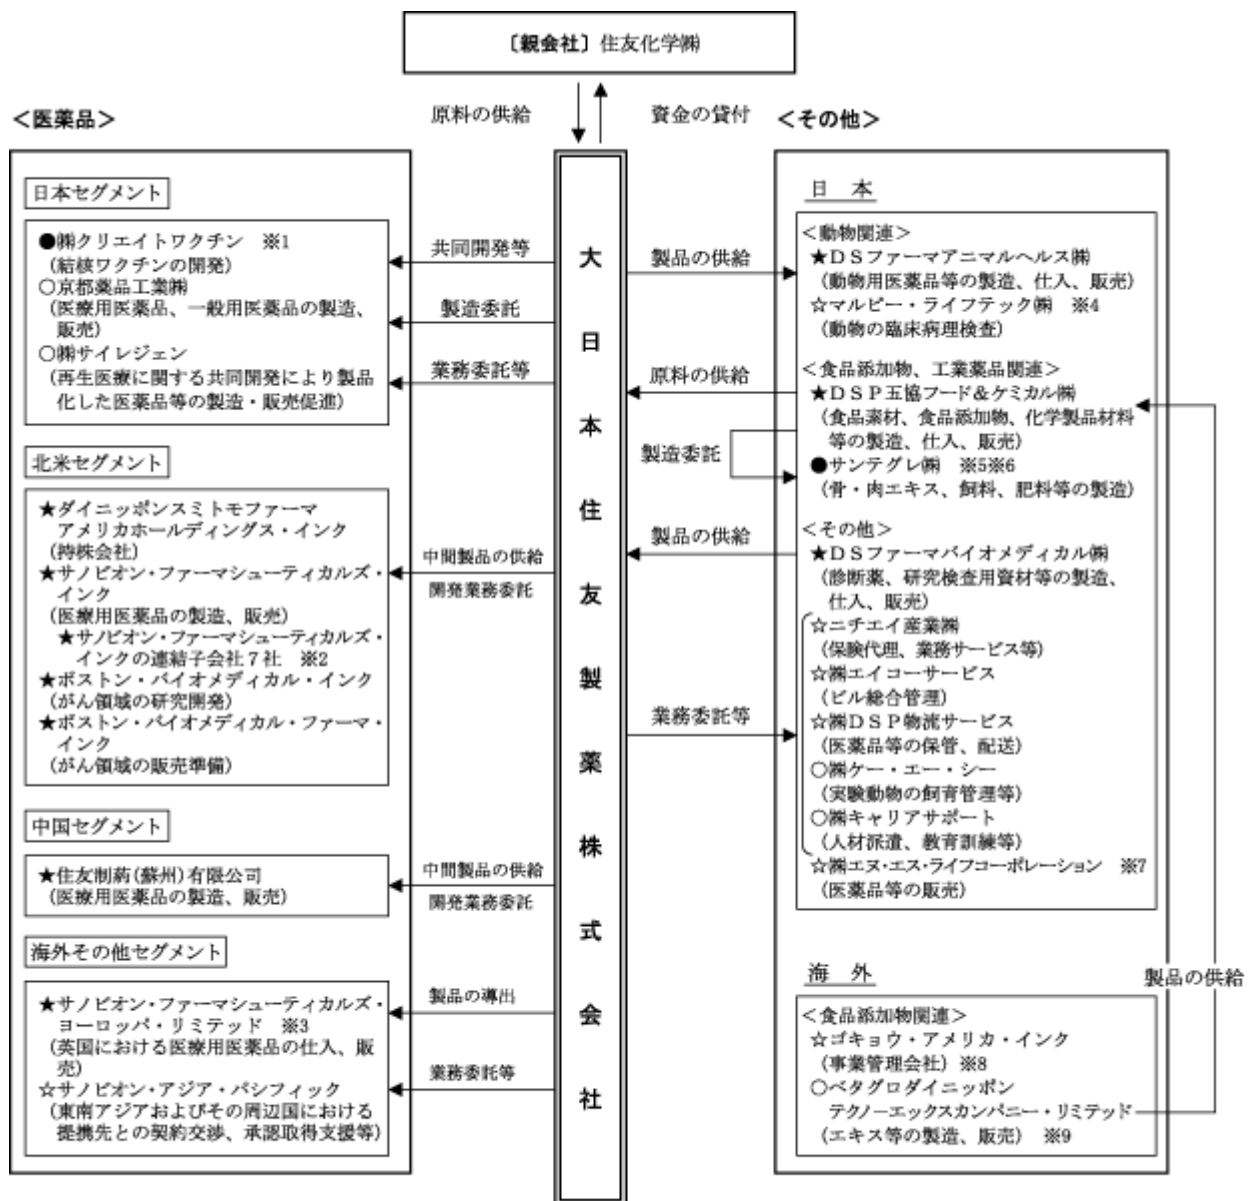 〔親会社〕住友化学㈱
原料の供給
資金の貸付
＜医薬品＞
日本セグメント
●㈱クリエイトワクチン ※1
(結核ワクチンの開発)
○京都薬品工業㈱
(医療用医薬品、一般用医薬品の製造、
販売)
○㈱サイレジェン
(再生医療に関する共同開発により製品
化した医薬品等の製造・販売促進)
北米セグメント
★ダイニッポンスミトモファーマ
アメリカホールディングス・インク
(持株会社)
★サノビオン・ファーマシューティカルズ・
インク
(医療用医薬品の製造、販売)
★サノビオン・ファーマシューティカルズ・
インクの連結子会社７社 ※2
★ボストン・バイオメディカル・インク
(がん領域の研究開発)
★ボストン・バイオメディカル・ファーマ・
インク
(がん領域の販売準備)
中国セグメント
★住友制葯(蘇州)有限公司
(医療用医薬品の製造、販売)
海外その他セグメント
★サノビオン・ファーマシューティカルズ・
ヨーロッパ・リミテッド ※3
(英国における医療用医薬品の仕入、販
売)
☆サノビオン・アジア・パシフィック
(東南アジアおよびその周辺国における
提携先との契約交渉、承認取得支援等)
共同開発等
製造委託
業務委託等
中間製品の供給
開発業務委託
中間製品の供給
開発業務委託
製品の導出
業務委託等
大日本住友製薬株式会社
製品の供給
原料の供給
製造委託
製品の供給
業務委託等
＜その他＞
日 本
＜動物関連＞
★ＤＳファーマアニマルヘルス㈱
(動物用医薬品等の製造、仕入、販売)
☆マルピー・ライフテック㈱ ※4
(動物の臨床病理検査)
＜食品添加物、工業薬品関連＞
★ＤＳＰ五協フード＆ケミカル㈱
(食品素材、食品添加物、化学製品材料
等の製造、仕入、販売)
●サンテグレ㈱ ※5※6
(骨・肉エキス、飼料、肥料等の製造)
＜その他＞
★ＤＳファーマバイオメディカル㈱
(診断薬、研究検査用資材等の製造、
仕入、販売)
☆ニチエイ産業㈱
(保険代理、業務サービス等)
☆㈱エイコーサービス
(ビル総合管理)
☆㈱ＤＳＰ物流サービス
(医薬品等の保管、配送)
○㈱ケー・エー・シー
(実験動物の飼育管理等)
○㈱キャリアサポート
(人材派遣、教育訓練等)
☆㈱エヌ・エス・ライフコーポレーション ※7
(医薬品等の販売)
海 外
＜食品添加物関連＞
☆ゴキョウ・アメリカ・インク
(事業管理会社) ※8
○ベタグロダイニッポン
テクノーエックスカンパニー・リミテッド
(エキス等の製造、販売) ※9
製品の供給